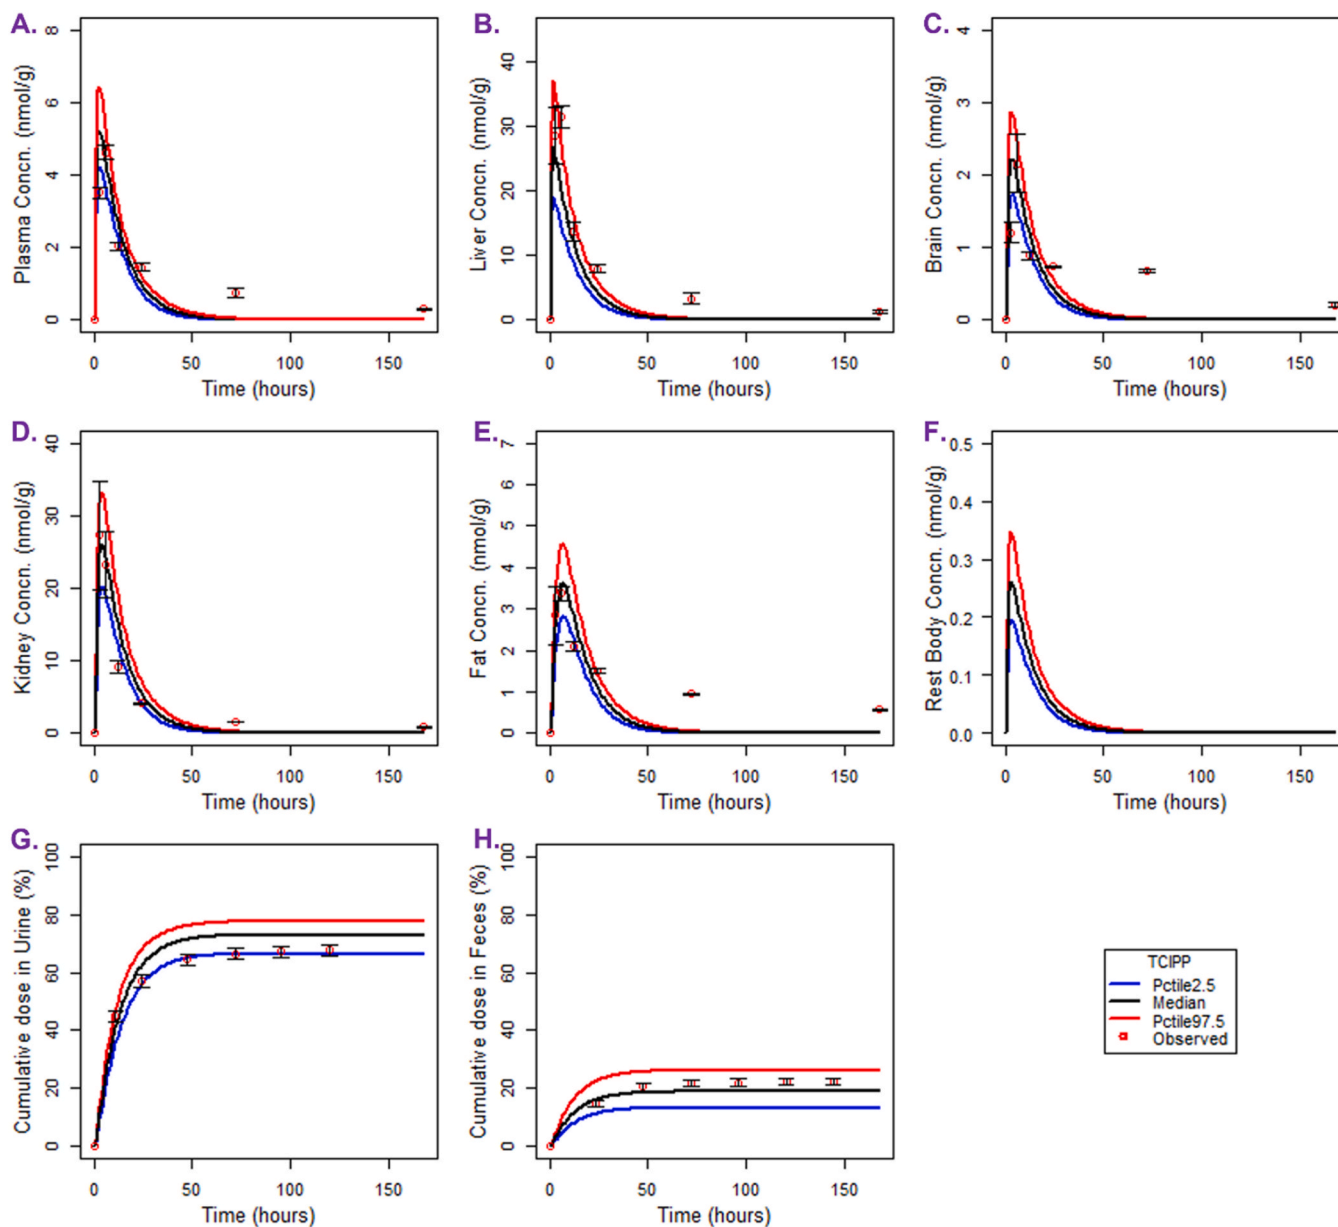 A.
Plasma Concn. (nmol/g)
0 2 4 6 8
0 50 100 150
Time (hours)
B.
Liver Concn. (nmol/g)
0 10 20 30 40
0 50 100 150
Time (hours)
C.
Brain Concn. (nmol/g)
0 1 2 3 4
0 50 100 150
Time (hours)
D.
Kidney Concn. (nmol/g)
0 10 20 30 40
0 50 100 150
Time (hours)
E.
Fat Concn. (nmol/g)
0 1 2 3 4 5 6 7
0 50 100 150
Time (hours)
F.
Rest Body Concn. (nmol/g)
0.0 0.1 0.2 0.3 0.4 0.5
0 50 100 150
Time (hours)
G.
Cumulative dose in Urine (%)
0 20 40 60 80 100
0 50 100 150
Time (hours)
H.
Cumulative dose in Feces (%)
0 20 40 60 80 100
0 50 100 150
Time (hours)
TCIPP
Pctile2.5
Median
Pctile97.5
Observed